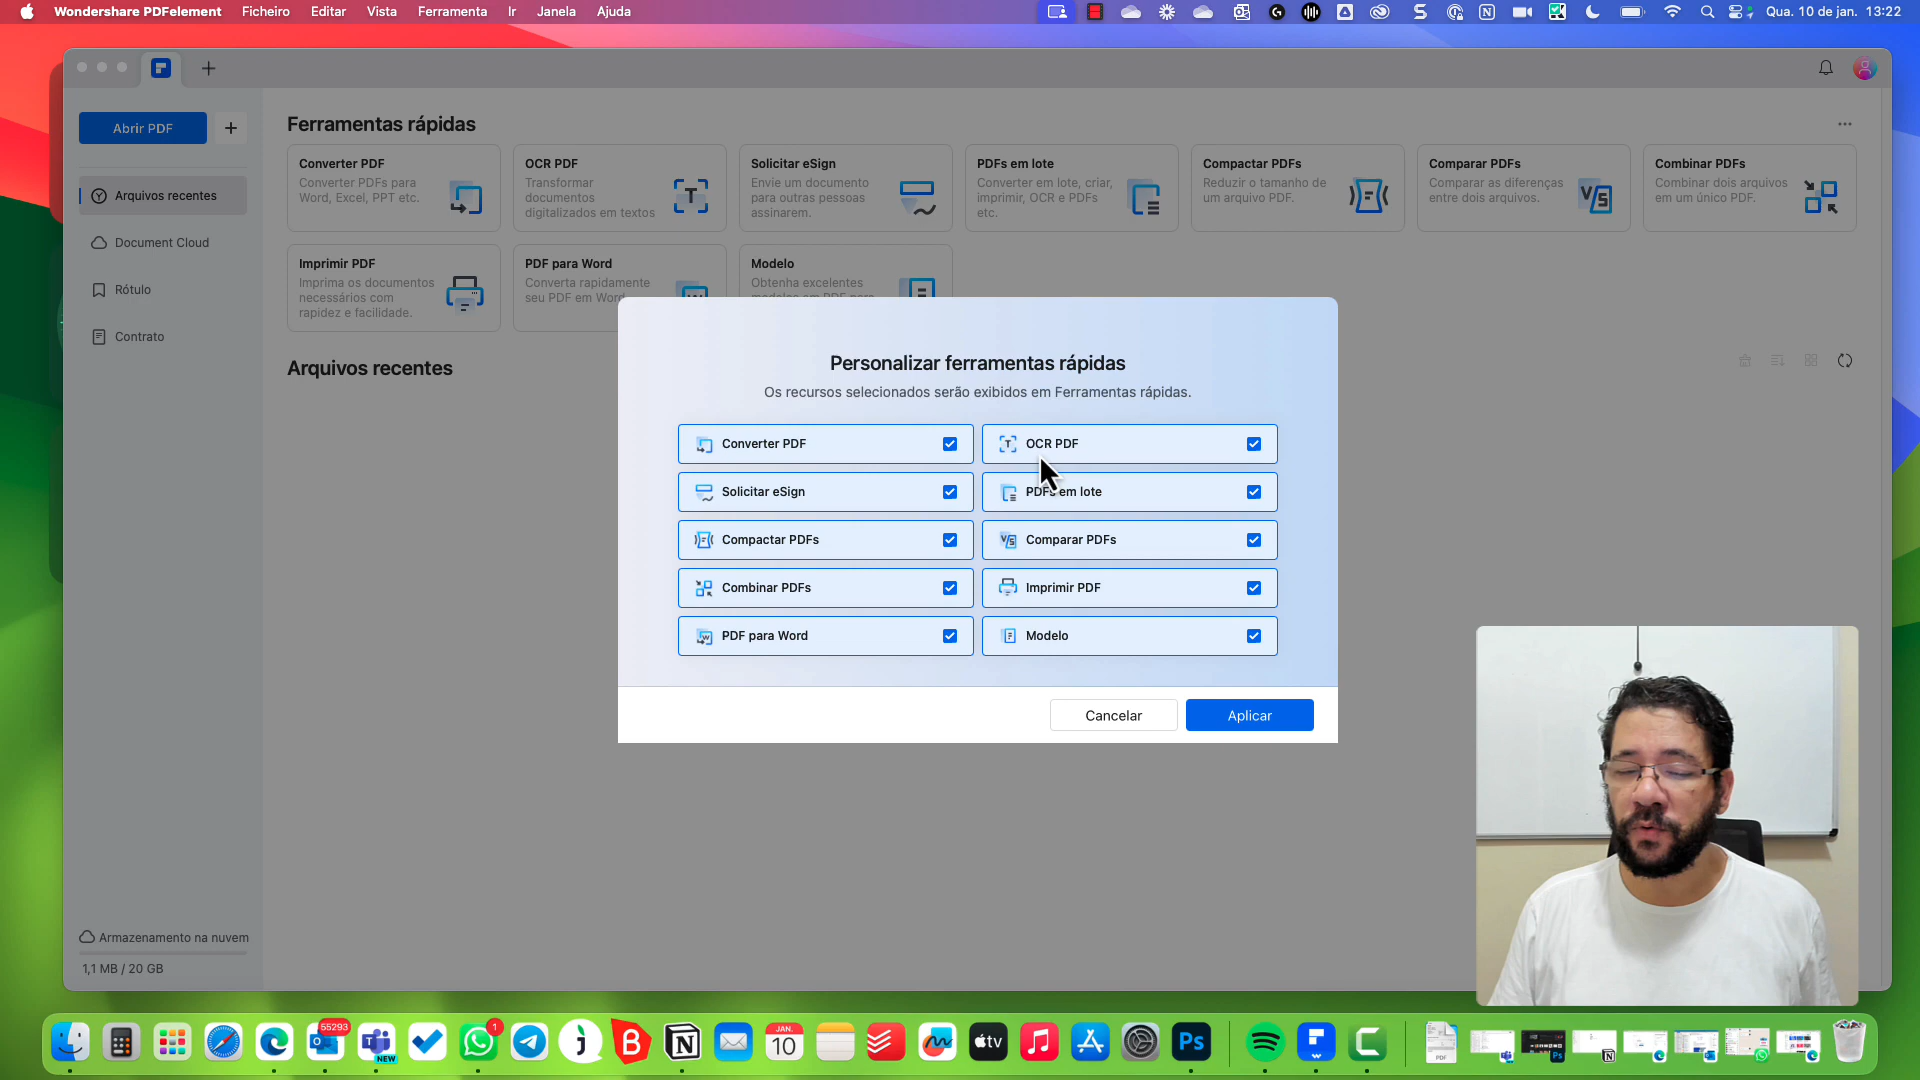 Wondershare PDFelement Ficheiro Editar Vista Ferramenta Ir Janela Ajuda
Qua. 10 de jan. 13:22
Abrir PDF
Arquivos recentes
Document Cloud
Rótulo
Contrato
Armazenamento na nuvem
1,1 MB / 20 GB
Ferramentas rápidas
Converter PDF
Converter PDFs para
Word, Excel, PPT etc.
OCR PDF
Transformar
documentos
digitalizados em textos
Solicitar eSign
Envie um documento
para outras pessoas
assinarem.
PDFs em lote
Converter em lote, criar,
imprimir, OCR e PDFs
etc.
Compactar PDFs
Reduzir o tamanho de
um arquivo PDF.
Comparar PDFs
Comparar as diferenças
entre dois arquivos.
Combinar PDFs
Combinar dois arquivos
em um único PDF.
Imprimir PDF
Imprima os documentos
necessários com
rapidez e facilidade.
PDF para Word
Converta rapidamente
seu PDF em Word
Modelo
Obtenha excelentes
modelos em PDF para
Arquivos recentes
Personalizar ferramentas rápidas
Os recursos selecionados serão exibidos em Ferramentas rápidas.
Converter PDF
OCR PDF
Solicitar eSign
PDFs em lote
Compactar PDFs
Comparar PDFs
Combinar PDFs
Imprimir PDF
PDF para Word
Modelo
Cancelar
Aplicar
55293
NEW
1
JAN.
10
tv
Ps
PDF